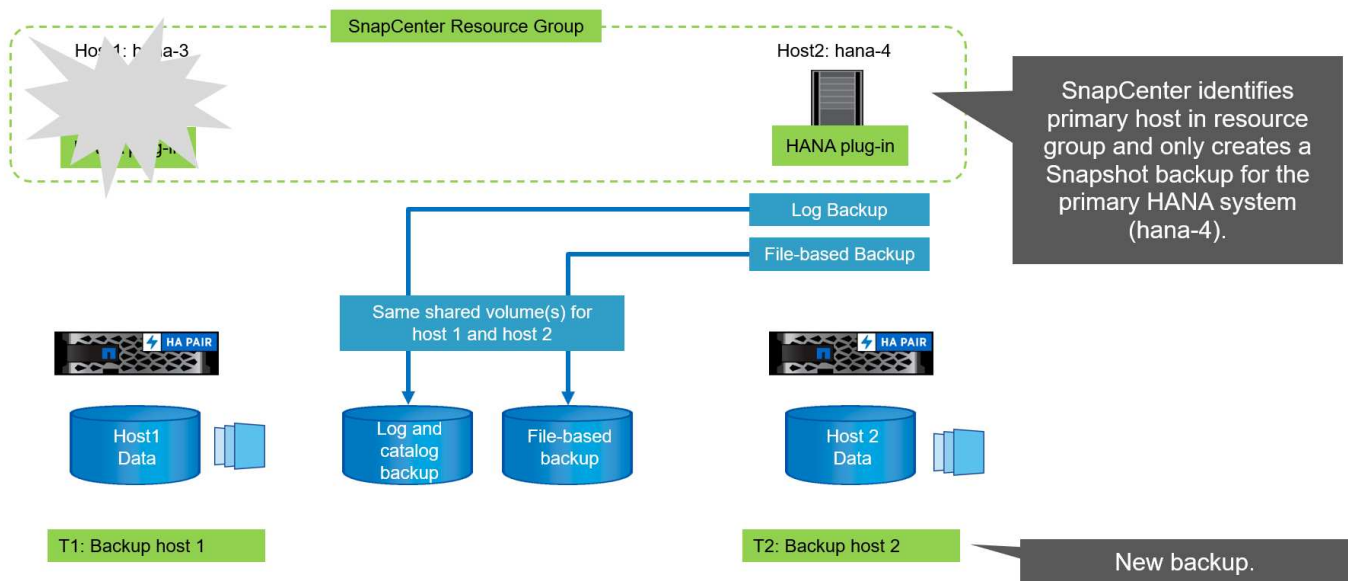 SnapCenter Resource Group
Host1: hana-3
Host2: hana-4
HANA plug-in
SnapCenter identifies
primary host in resource
group and only creates a
Snapshot backup for the
primary HANA system
(hana-4).
Log Backup
File-based Backup
Same shared volume(s) for
host 1 and host 2
HA PAIR
HA PAIR
Host1
Data
Log and
catalog
backup
File-based
backup
Host 2
Data
T1: Backup host 1
T2: Backup host 2
New backup.